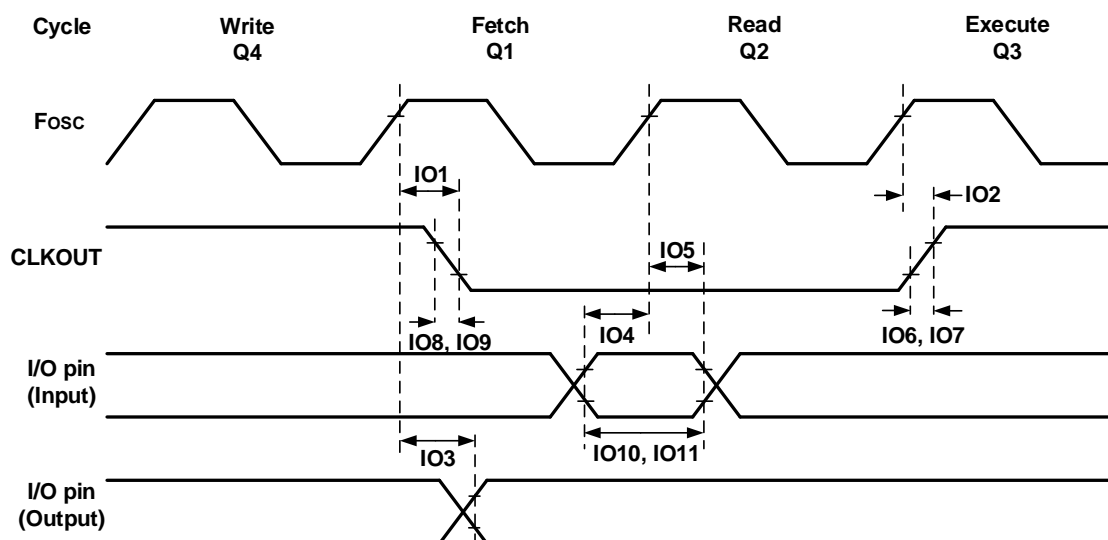 Cycle
Write
Q4
Fetch
Q1
Read
Q2
Execute
Q3
Fosc
IO1
IO2
CLKOUT
IO5
IO8, IO9
IO4
IO6, IO7
I/O pin
(Input)
IO10, IO11
IO3
I/O pin
(Output)